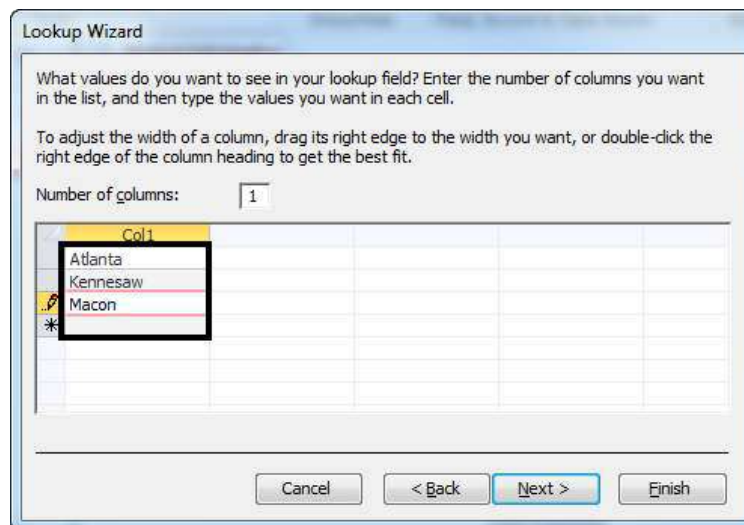 Lookup Wizard
What values do you want to see in your lookup field? Enter the number of columns you want
in the list, and then type the values you want in each cell.
To adjust the width of a column, drag its right edge to the width you want, or double-click the
right edge of the column heading to get the best fit.
Number of columns: 1
Col1
Atlanta
Kennesaw
Macon
Cancel < Back Next > Finish